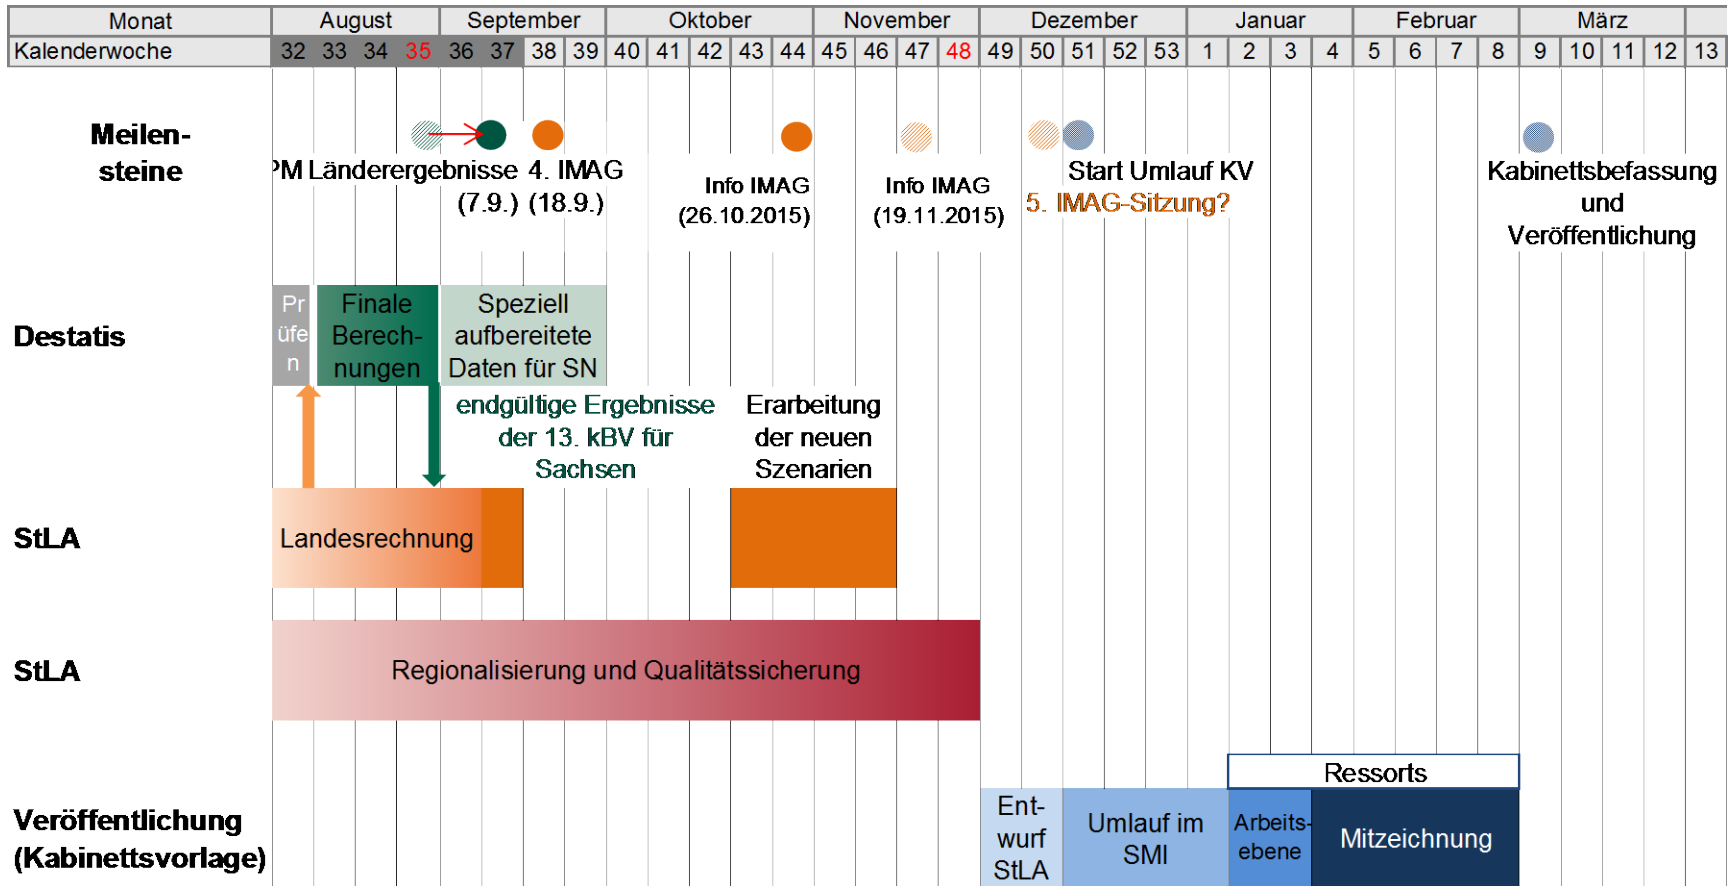 Monat August September Oktober November Dezember Januar Februar März
Kalenderwoche 32 33 34 35 36 37 38 39 40 41 42 43 44 45 46 47 48 49 50 51 52 53 1 2 3 4 5 6 7 8 9 10 11 12 13
Meilen-
steine
PM Länderergebnisse
(7.9.)
4. IMAG
(18.9.)
Info IMAG
(26.10.2015)
Info IMAG
(19.11.2015)
Start Umlauf KV
5. IMAG-Sitzung?
Kabinettsbefassung
und
Veröffentlichung
Destatis
Pr
üfe
n
Finale
Berech-
nungen
Speziell
aufbereitete
Daten für SN
endgültige Ergebnisse
der 13. kBV für
Sachsen
Erarbeitung
der neuen
Szenarien
StLA
Landesrechnung
StLA
Regionalisierung und Qualitätssicherung
Ressorts
Veröffentlichung
(Kabinettsvorlage)
Ent-
wurf
StLA
Umlauf im
SMI
Arbeits-
ebene
Mitzeichnung